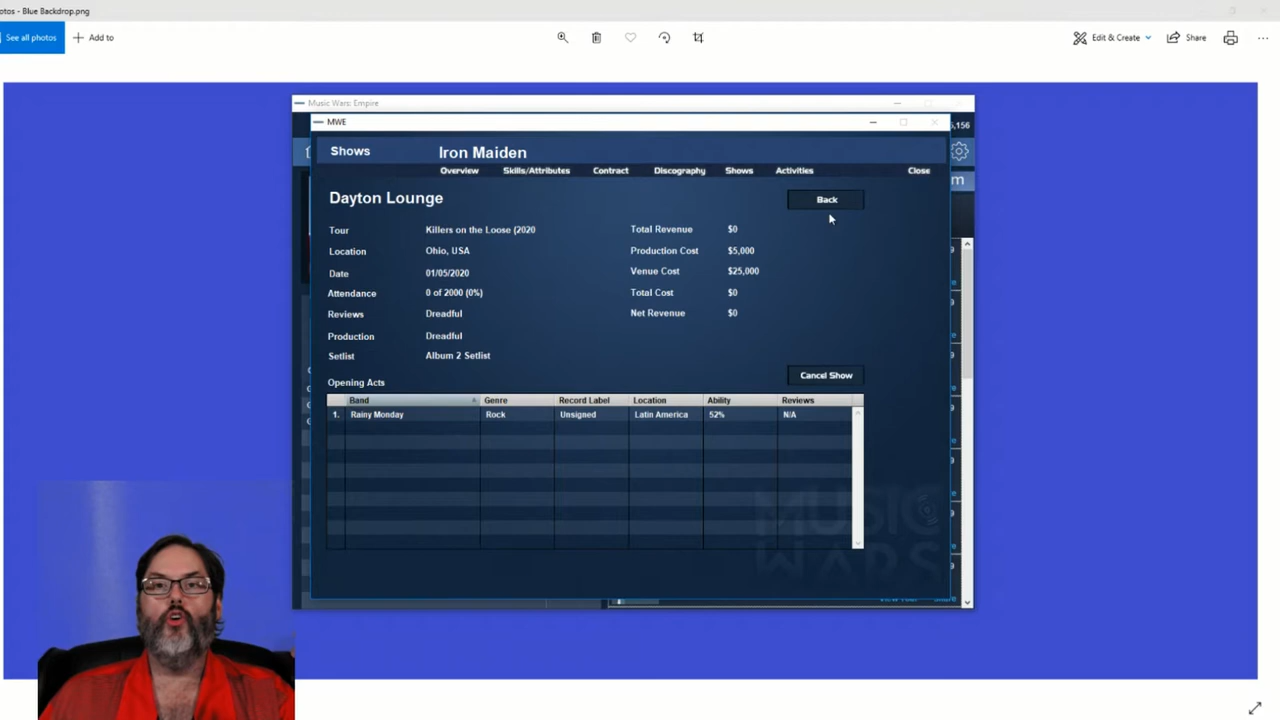 otos - Blue Backdrop.png
See all photos Add to Edit & Create Share
Music Wars: Empire
MWE
5,156
Shows Iron Maiden
Overview Skills/Attributes Contract Discography Shows Activities Close
m
Dayton Lounge Back
Tour Killers on the Loose (2020 Total Revenue $0
Location Ohio, USA Production Cost $5,000
Date 01/05/2020 Venue Cost $25,000
Attendance 0 of 2000 (0%) Total Cost $0
Reviews Dreadful Net Revenue $0
Production Dreadful
Setlist Album 2 Setlist
Opening Acts Cancel Show
Band Genre Record Label Location Ability Reviews
1. Rainy Monday Rock Unsigned Latin America 52% N/A
MUSIC
WARS